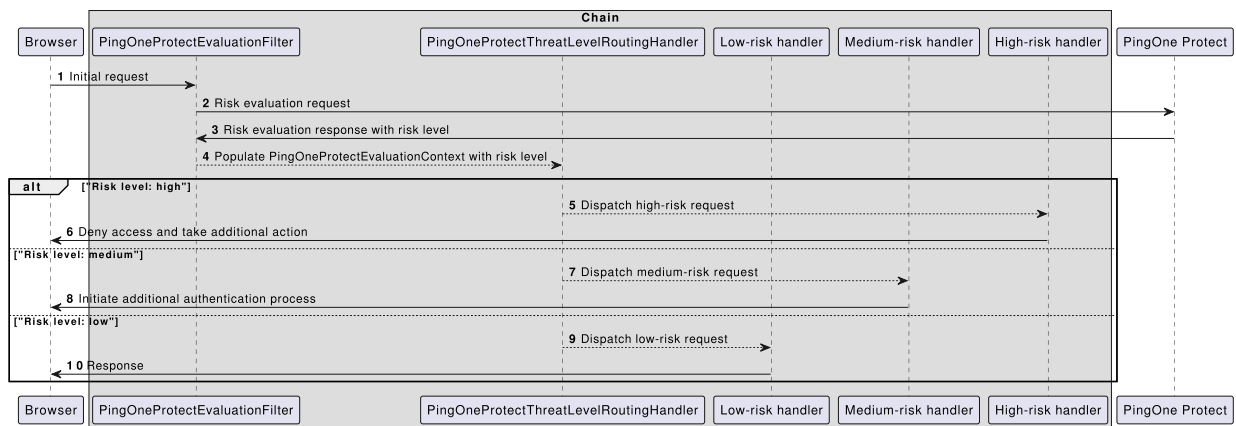 Chain
Browser
PingOneProtectEvaluationFilter
PingOneProtectThreatLevelRoutingHandler
Low-risk handler
Medium-risk handler
High-risk handler
PingOne Protect
1 Initial request
2 Risk evaluation request
3 Risk evaluation response with risk level
4 Populate PingOneProtectEvaluationContext with risk level
alt
["Risk level: high"]
5 Dispatch high-risk request
6 Deny access and take additional action
["Risk level: medium"]
7 Dispatch medium-risk request
8 Initiate additional authentication process
["Risk level: low"]
9 Dispatch low-risk request
10 Response
Browser
PingOneProtectEvaluationFilter
PingOneProtectThreatLevelRoutingHandler
Low-risk handler
Medium-risk handler
High-risk handler
PingOne Protect